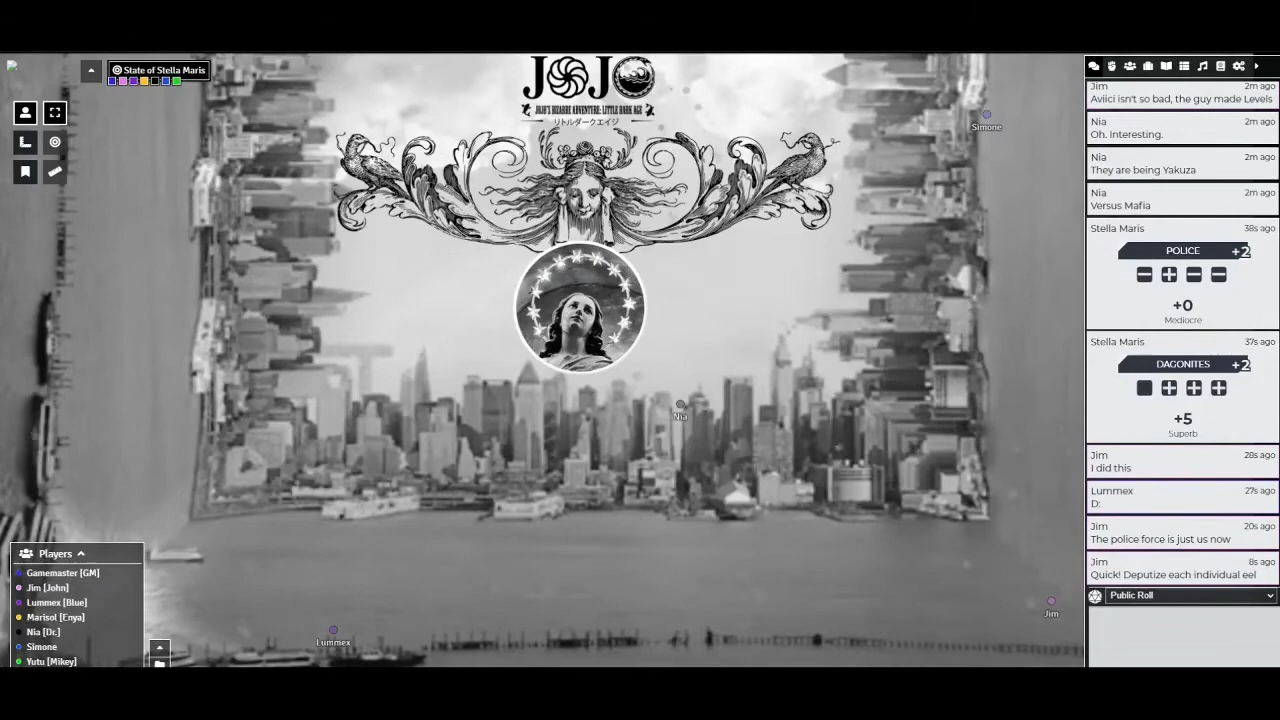 State of Stella Maris
JOJO
JOJO'S BIZARRE ADVENTURE: LITTLE DARK AGE
リトルダークエイジ
Simone
Nia
Lummex
Jim
Players
Gamemaster [GM]
Jim [John]
Lummex [Blue]
Marisol [Enya]
Nia [Dr.]
Simone
Yutu [Mikey]
Jim 2m ago
Aviici isn't so bad, the guy made Levels
Nia 2m ago
Oh. Interesting.
Nia 2m ago
They are being Yakuza
Nia 2m ago
Versus Mafia
Stella Maris 38s ago
POLICE +2
+0
Mediocre
Stella Maris 37s ago
DAGONITES +2
+5
Superb
Jim 28s ago
I did this
Lummex 27s ago
D:
Jim 20s ago
The police force is just us now
Jim 8s ago
Quick! Deputize each individual eel
Public Roll